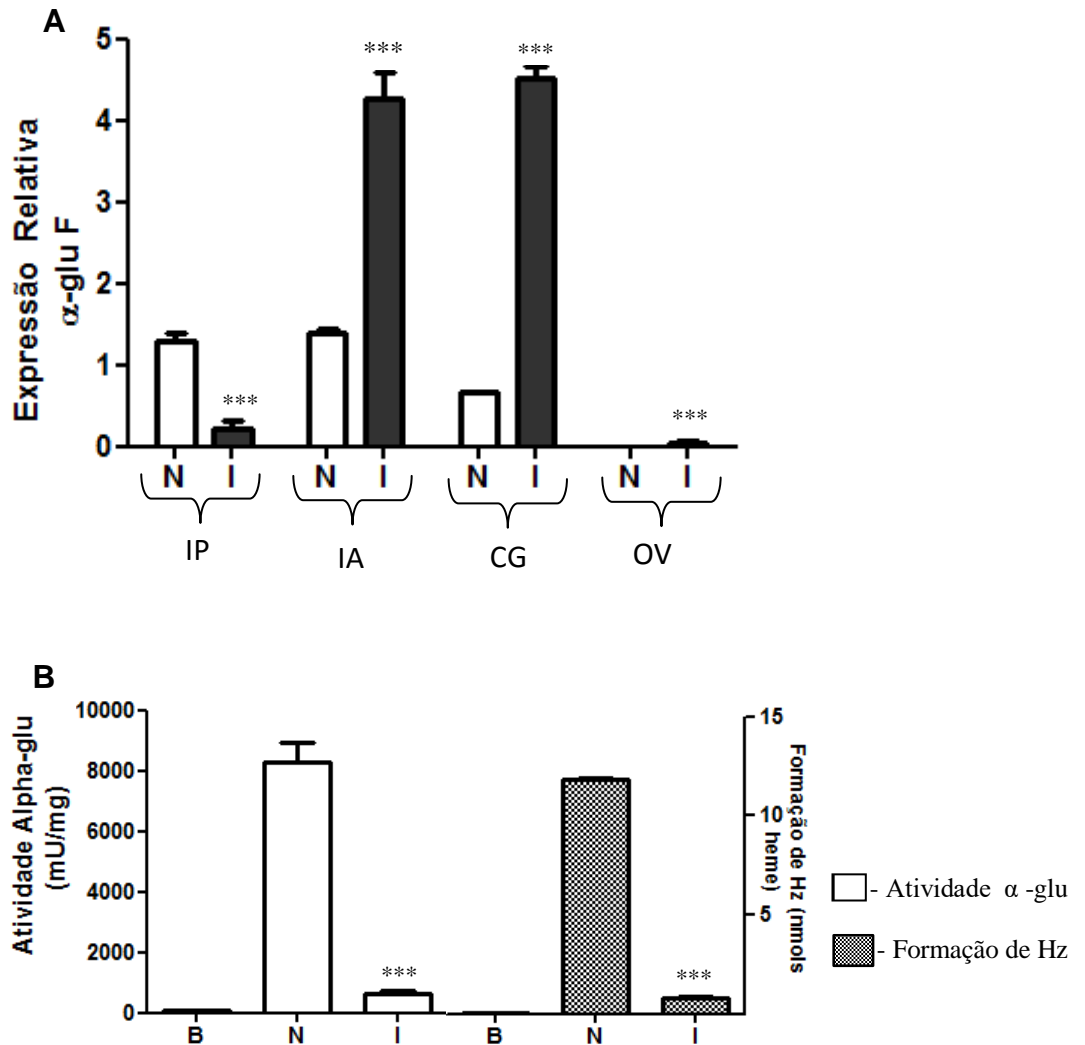 A
Expressão Relativa
α-glu F
5
4
3
2
1
0
***
***
***
***
N I N I N I N I
IP IA CG OV
B
Atividade Alpha-glu
(mU/mg)
10000
8000
6000
4000
2000
0
***
***
B N I B N I
15
10
5
Formação de Hz (nmols
heme)
- Atividade α -glu
- Formação de Hz